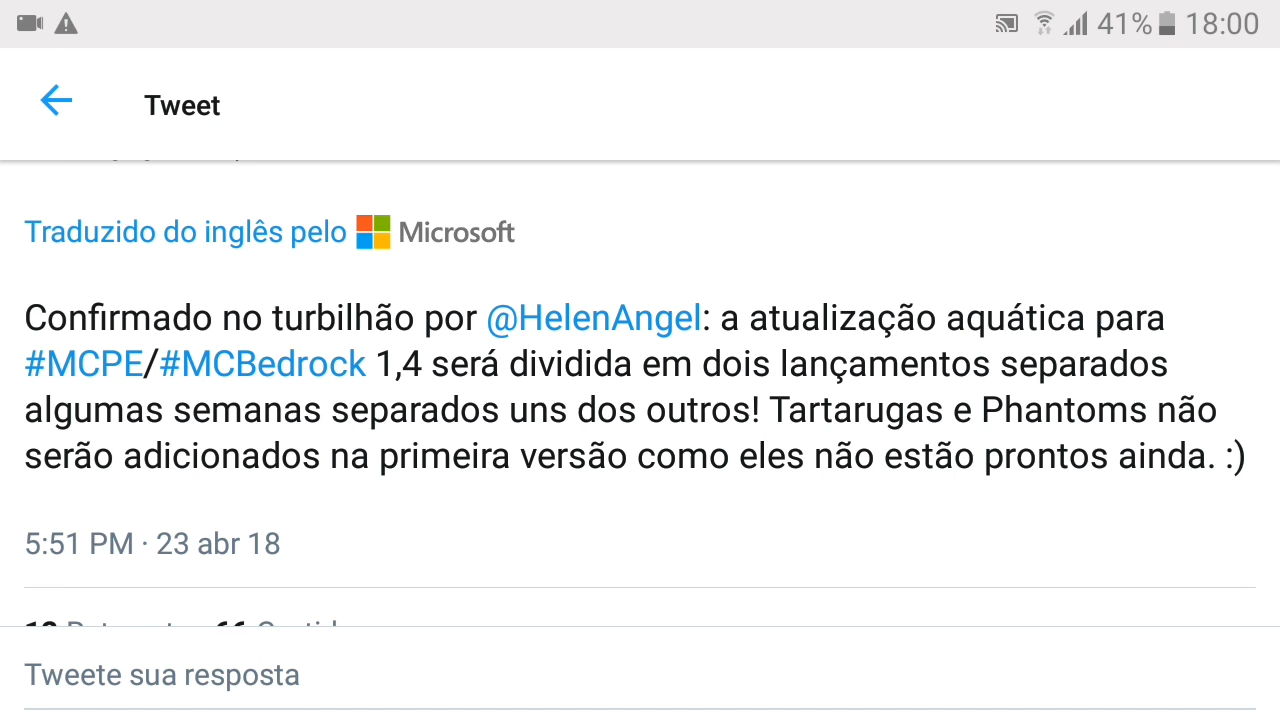 41% 18:00
Tweet
Traduzido do inglês pelo Microsoft
Confirmado no turbilhão por @HelenAngel: a atualização aquática para
#MCPE/#MCBedrock 1,4 será dividida em dois lançamentos separados
algumas semanas separados uns dos outros! Tartarugas e Phantoms não
serão adicionados na primeira versão como eles não estão prontos ainda. :)
5:51 PM · 23 abr 18
Tweete sua resposta